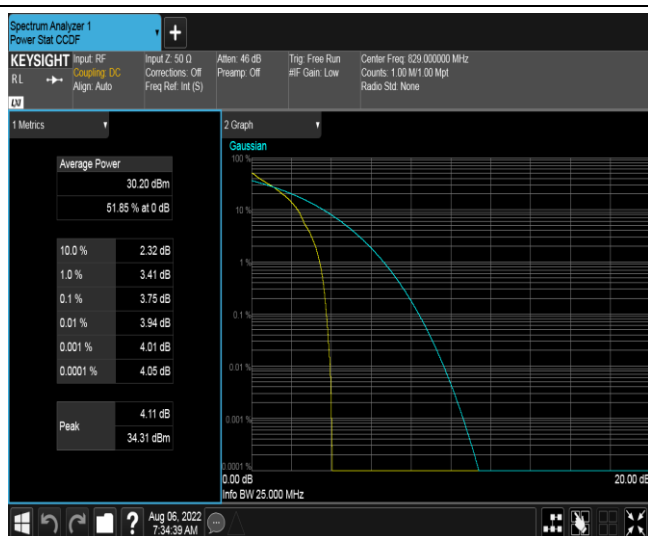 Spectrum Analyzer 1
Power Stat CCDF
+
KEYSIGHT
RL
LXI
Input: RF
Coupling: DC
Align: Auto
Input Z: 50 Ω
Corrections: Off
Freq Ref: Int (S)
Atten: 46 dB
Preamp: Off
Trig: Free Run
#IF Gain: Low
Center Freq: 829.000000 MHz
Counts: 1.00 M/1.00 Mpt
Radio Std: None
1 Metrics
Average Power
30.20 dBm
51.85 % at 0 dB
10.0 % 2.32 dB
1.0 % 3.41 dB
0.1 % 3.75 dB
0.01 % 3.94 dB
0.001 % 4.01 dB
0.0001 % 4.05 dB
Peak
4.11 dB
34.31 dBm
2 Graph
Gaussian
100 %
10 %
1 %
0.1 %
0.01 %
0.001 %
0.0001 %
0.00 dB
20.00 dB
Info BW 25.000 MHz
?
Aug 06, 2022
7:34:39 AM